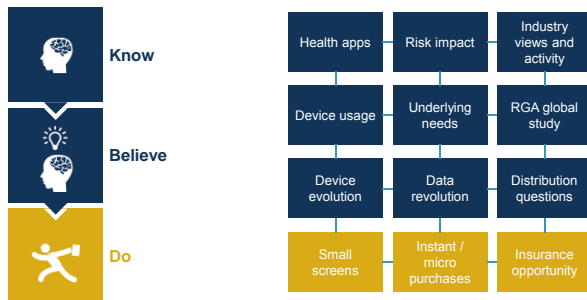 Know
Health apps
Risk impact
Industry
views and
activity
Believe
Device usage
Underlying
needs
RGA global
study
Device
evolution
Data
revolution
Distribution
questions
Do
Small
screens
Instant /
micro
purchases
Insurance
opportunity